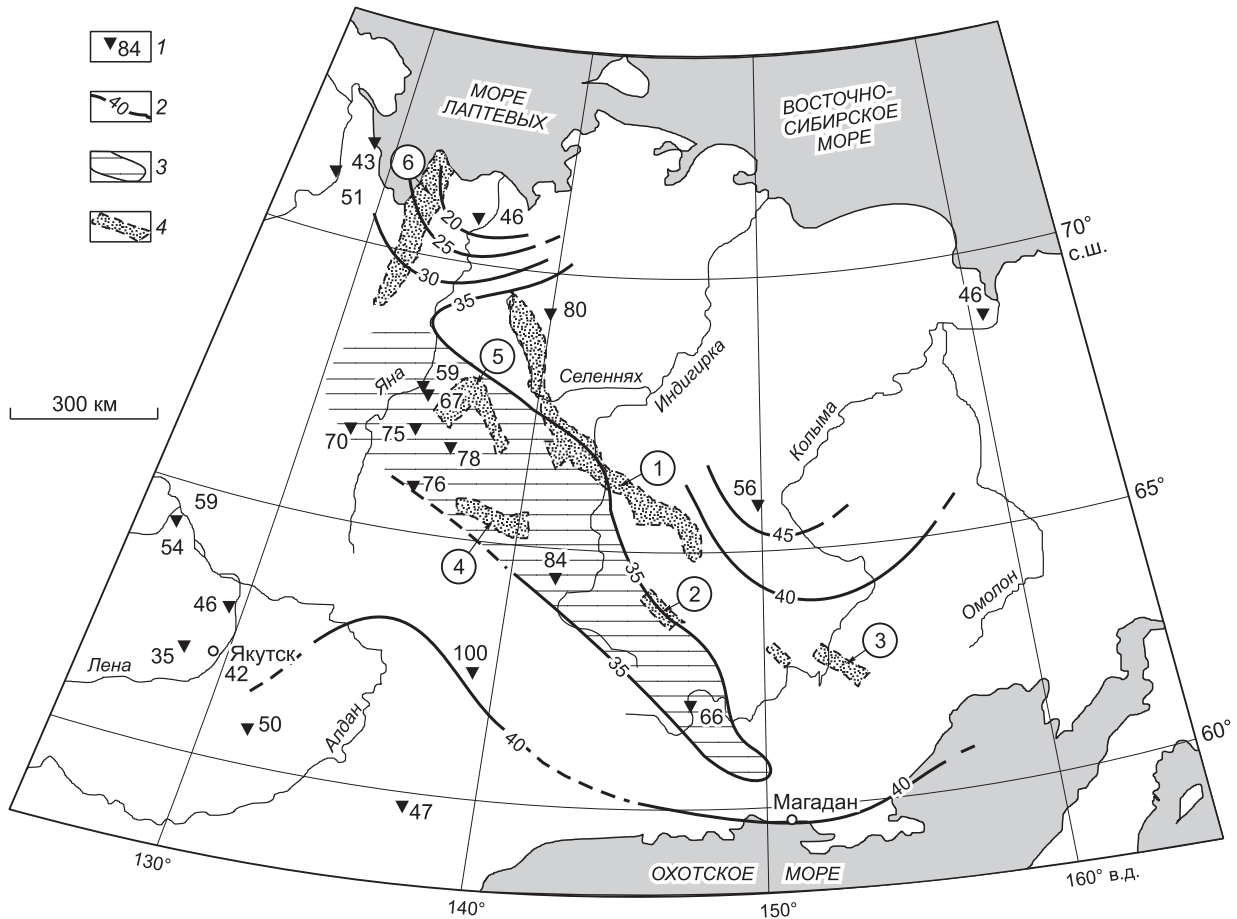 84 1
40 2
3
4
МОРЕ
ЛАПТЕВЫХ
ВОСТОЧНО-
СИБИРСКОЕ
МОРЕ
43
6
51
20
46
25
30
70°
с.ш.
35
46
80
5
300 км
Яна
59
67
Селеннях
Индигирка
70
75
78
Колыма
1
76
56
65°
59
54
45
4
84
35
40
2
Омолон
46
3
35
Якутск
42
Лена
100
35
66
50
Алдан
40
60°
47
Магадан
40
130°
ОХОТСКОЕ МОРЕ
160° в.д.
140°
150°